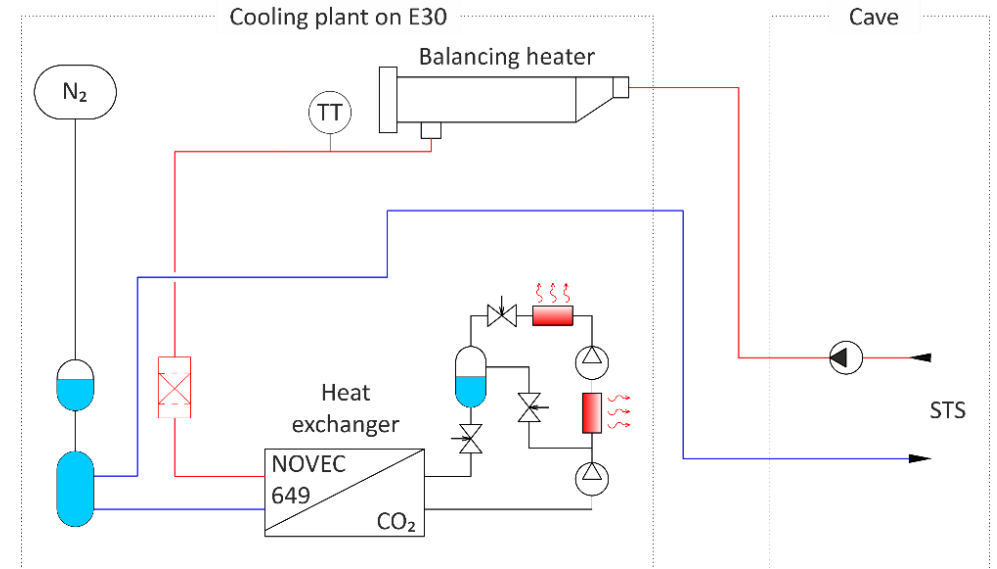 Cooling plant on E30
Cave
Balancing heater
N₂
TT
Heat
exchanger
STS
NOVEC
649
CO₂